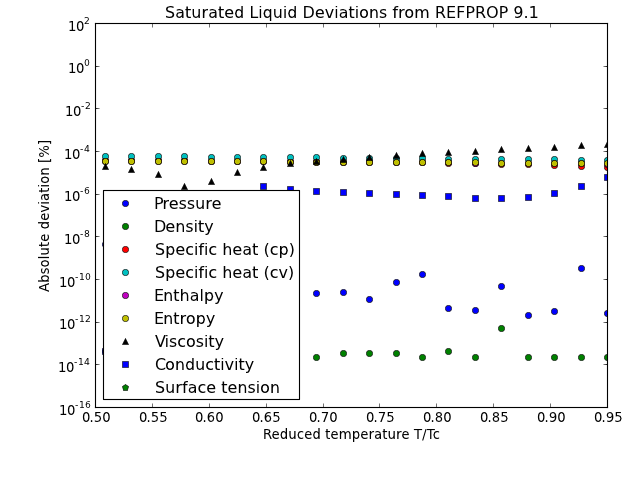 Saturated Liquid Deviations from REFPROP 9.1
10^2
10^0
10^-2
10^-4
10^-6
10^-8
10^-10
10^-12
10^-14
10^-16
Absolute deviation [%]
Pressure
Density
Specific heat (cp)
Specific heat (cv)
Enthalpy
Entropy
Viscosity
Conductivity
Surface tension
0.50 0.55 0.60 0.65 0.70 0.75 0.80 0.85 0.90 0.95
Reduced temperature T/Tc